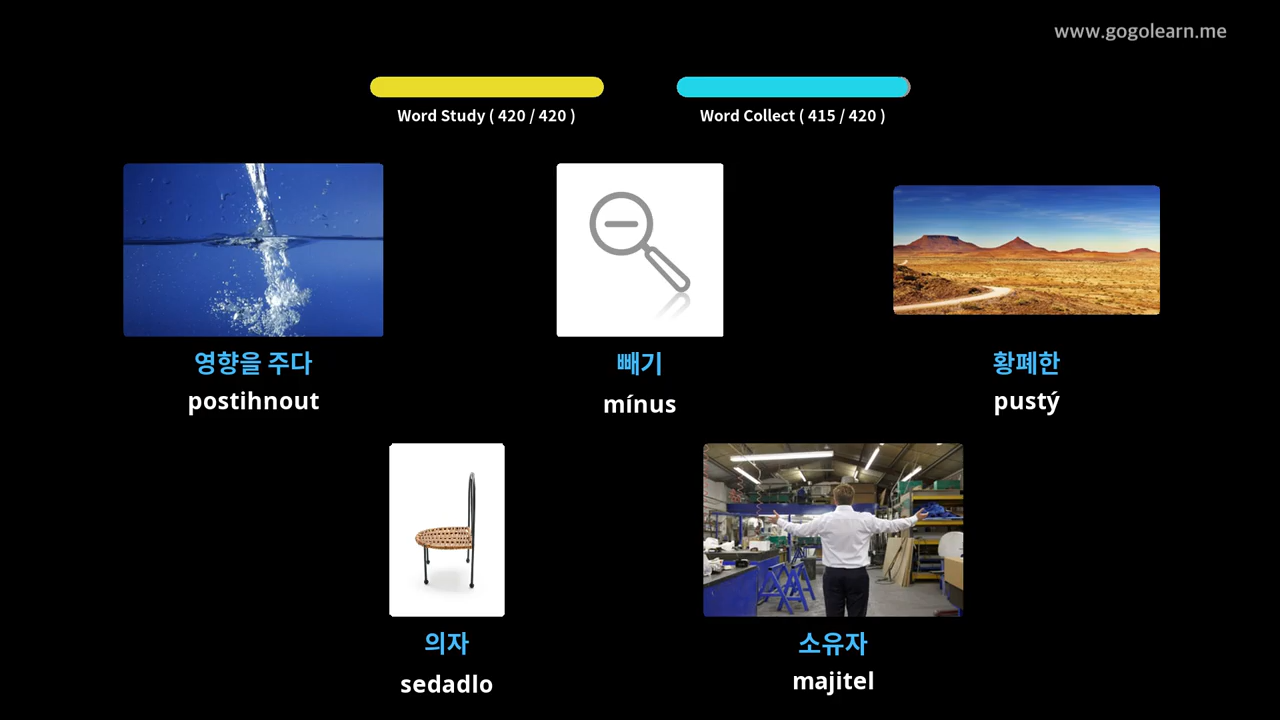 www.gogolearn.me
Word Study ( 420 / 420 )
Word Collect ( 415 / 420 )
영향을 주다
postihnout
빼기
mínus
황폐한
pustý
의자
sedadlo
소유자
majitel